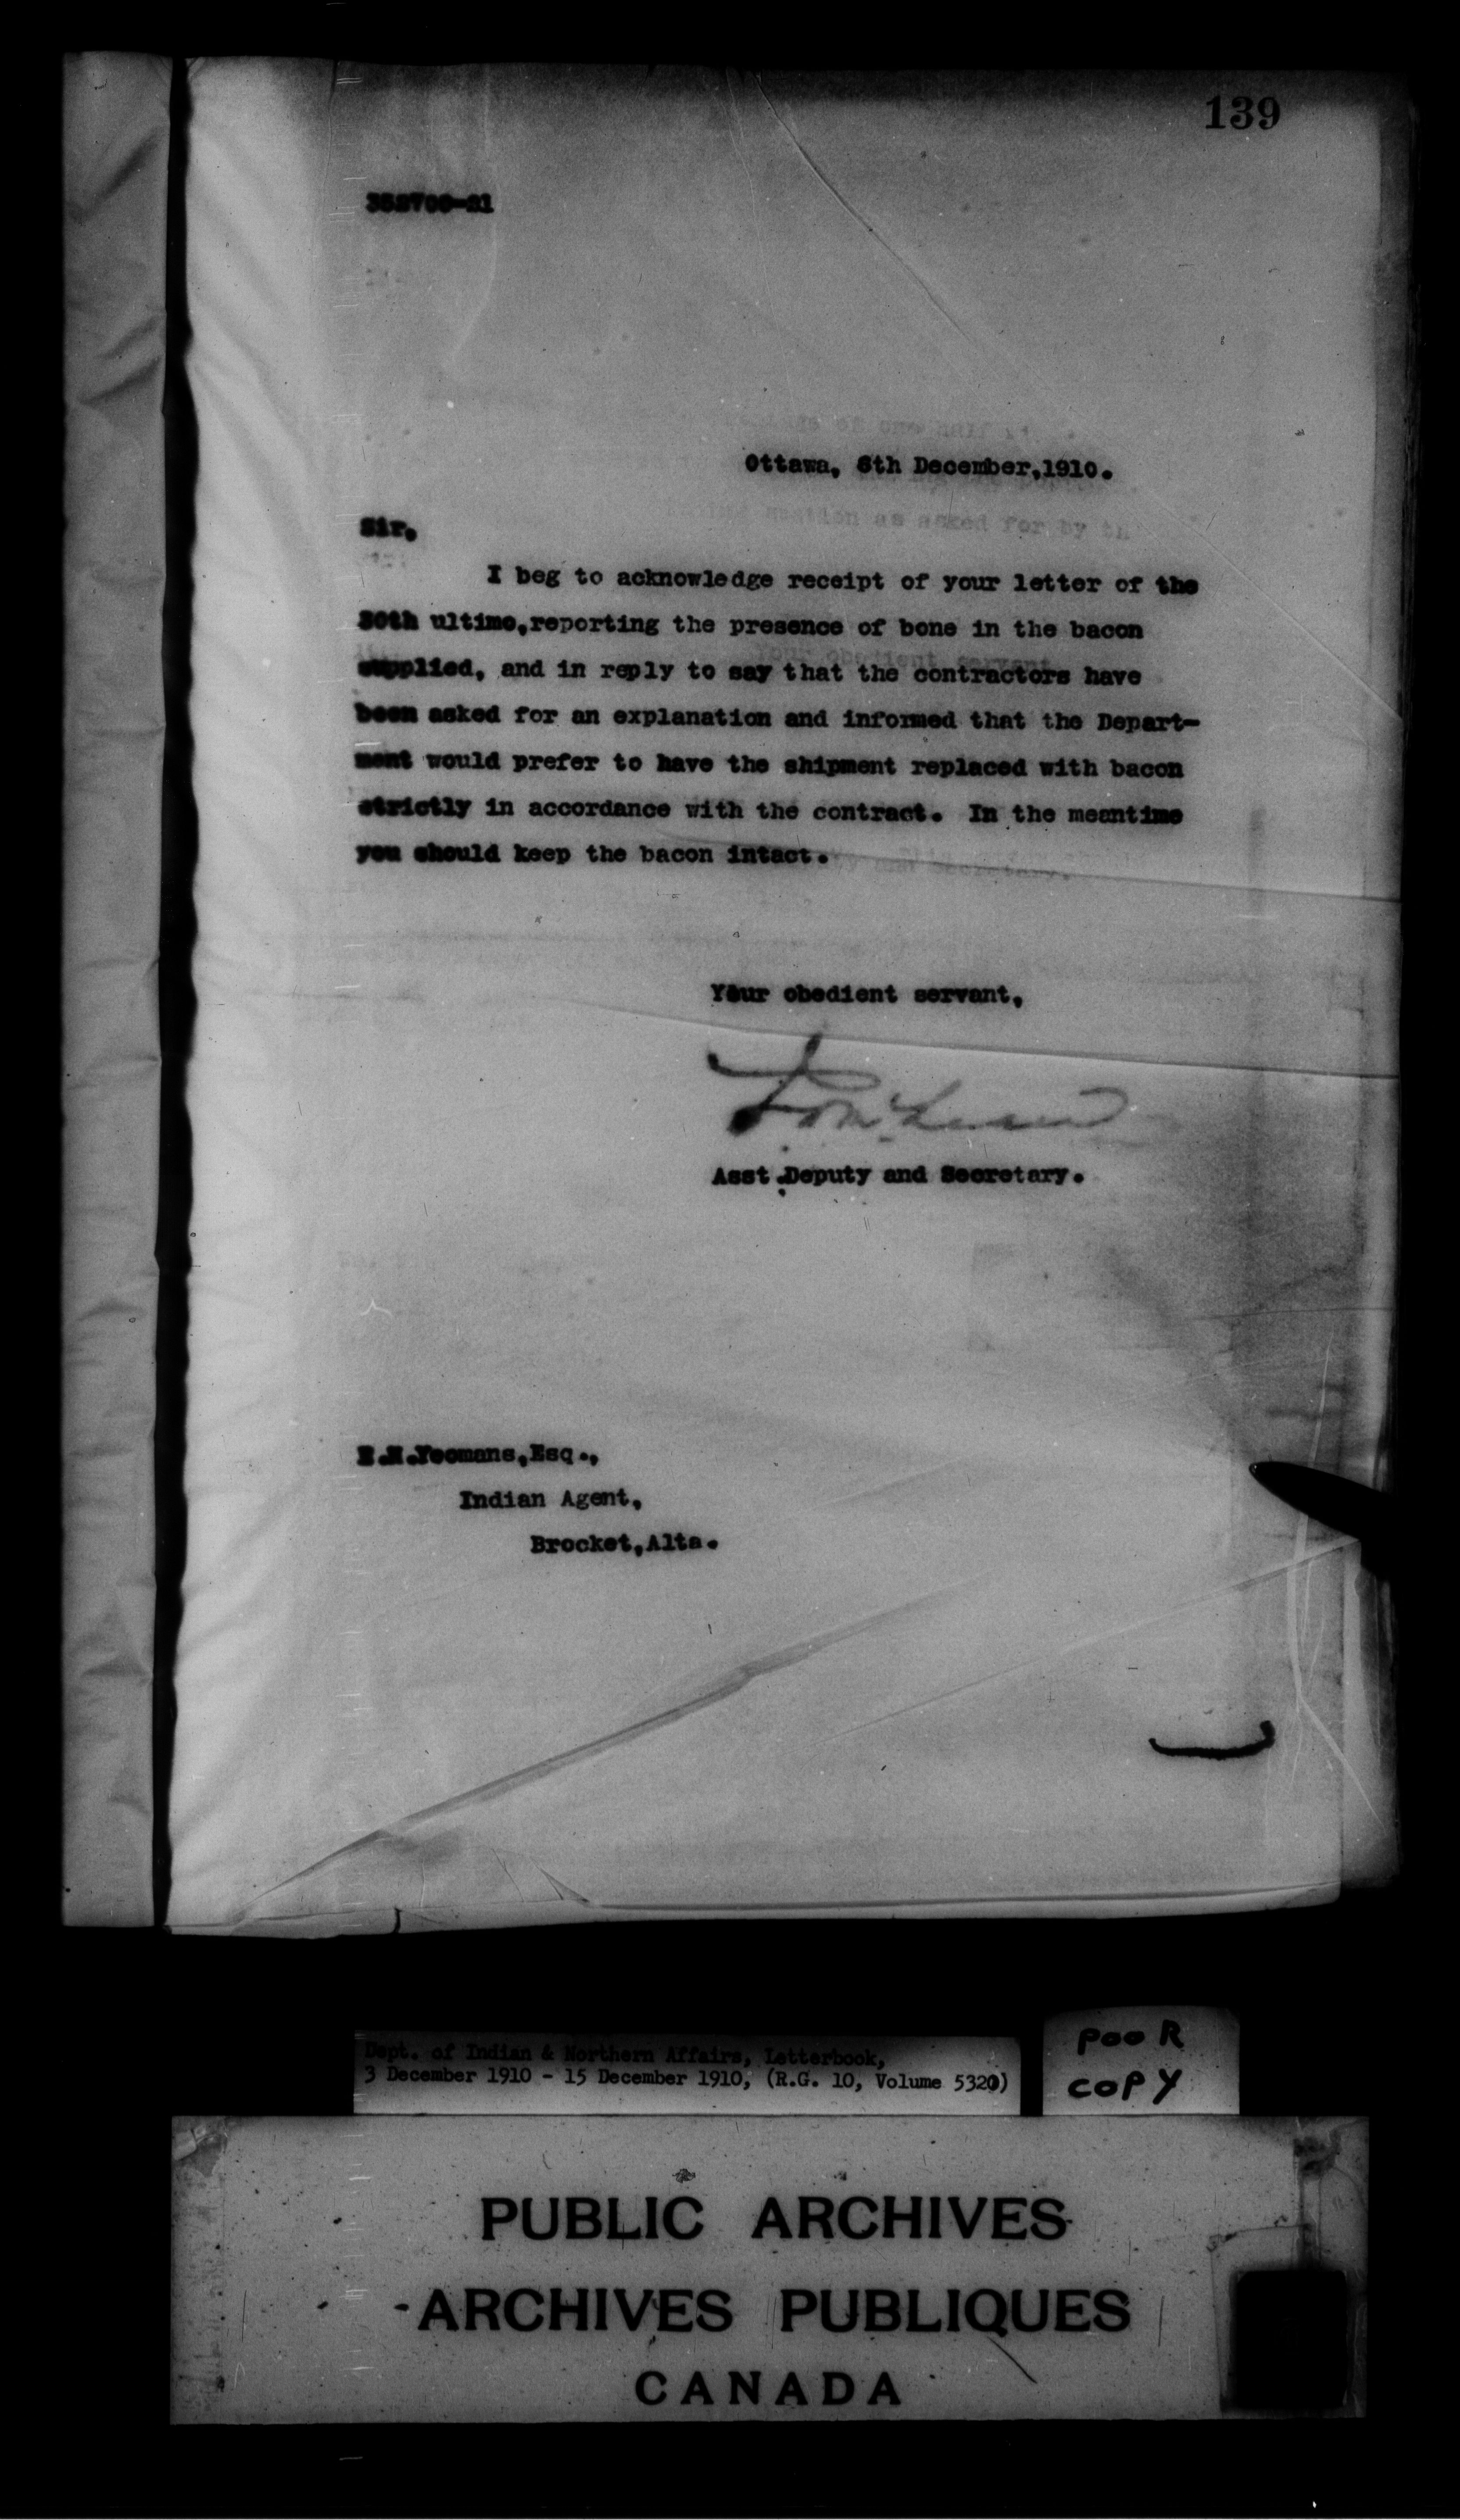 139
Ottawa, 6th December,1910.
Sir,
I beg to acknowledge receipt of your letter of the
30th ultimo,reporting the presence of bone in the bacon
supplied, and in reply to say that the contractors have
been asked for an explanation and informed that the Depart-
ment would prefer to have the shipment replaced with bacon
strictly in accordance with the contract. In the meantime
you should keep the bacon intact.
Your obedient servant,
Asst.Deputy and Secretary.
Yeomans,Esq.,
Indian Agent,
Brocket,Alta.
Dept. of Indian & Northern Affairs, Letterbook,
3 December 1910 - 15 December 1910, (R.G. 10, Volume 5320)
POOR
COPY
PUBLIC ARCHIVES
ARCHIVES PUBLIQUES
CANADA